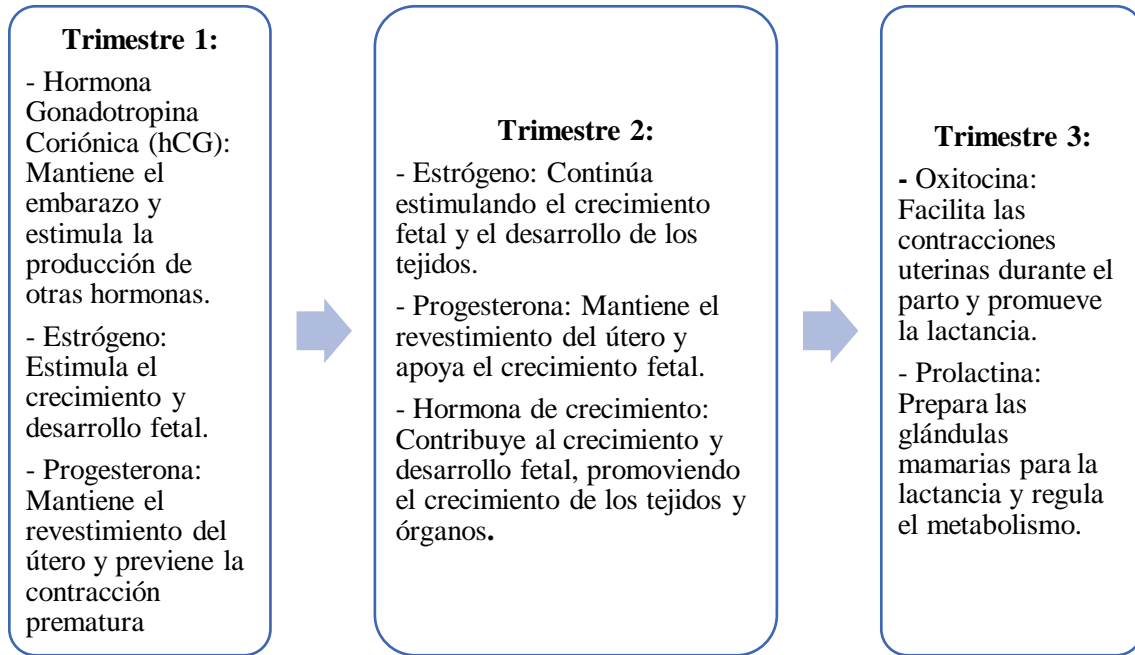 Trimestre 1:
- Hormona
Gonadotropina
Coriónica (hCG):
Mantiene el
embarazo y
estimula la
producción de
otras hormonas.
- Estrógeno:
Estimula el
crecimiento y
desarrollo fetal.
- Progesterona:
Mantiene el
revestimiento del
útero y previene la
contracción
prematura
Trimestre 2:
- Estrógeno: Continúa
estimulando el crecimiento
fetal y el desarrollo de los
tejidos.
- Progesterona: Mantiene el
revestimiento del útero y
apoya el crecimiento fetal.
- Hormona de crecimiento:
Contribuye al crecimiento y
desarrollo fetal, promoviendo
el crecimiento de los tejidos y
órganos.
Trimestre 3:
- Oxitocina:
Facilita las
contracciones
uterinas durante el
parto y promueve
la lactancia.
- Prolactina:
Prepara las
glándulas
mamarias para la
lactancia y regula
el metabolismo.